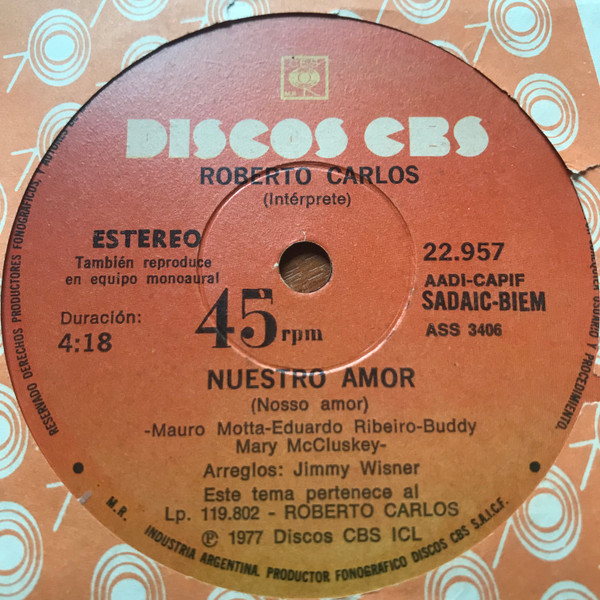 DISCOS CBS
ROBERTO CARLOS
(Intérprete)
ESTEREO
También reproduce
en equipo monoaural
22.957
AADI-CAPIF
SADAIC-BIEM
ASS 3406
Duración:
4:18
45 rpm
NUESTRO AMOR
(Nosso amor)
-Mauro Motta-Eduardo Ribeiro-Buddy
Mary McCluskey-
Arreglos: Jimmy Wisner
Este tema pertenece al
Lp. 119.802 - ROBERTO CARLOS
Ⓟ 1977 Discos CBS ICL
RESERVADO DERECHOS PRODUCTORES FONOGRAFICOS, Y AUTORES
USUARIO Y PROCEDIMIENTO.
M.R. INDUSTRIA ARGENTINA. PRODUCTOR FONOGRAFICO DISCOS CBS S.A.I.C.F.